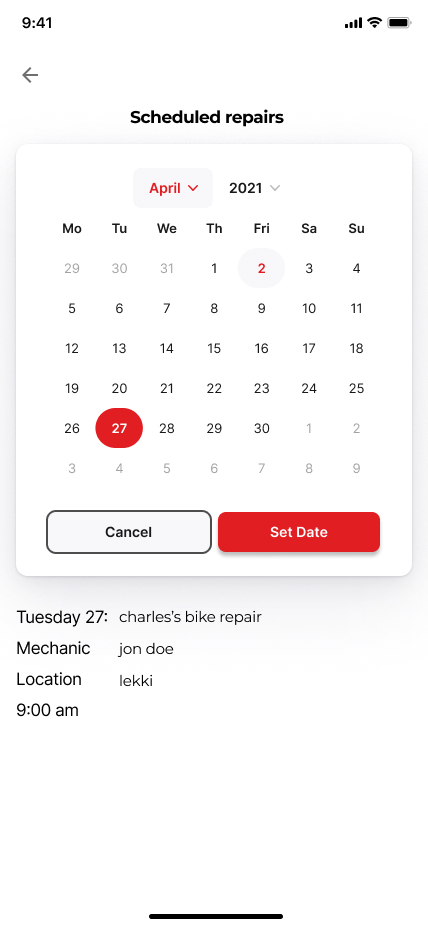 9:41
Scheduled repairs
April 2021
Mo Tu We Th Fri Sa Su
29 30 31 1 2 3 4
5 6 7 8 9 10 11
12 13 14 15 16 17 18
19 20 21 22 23 24 25
26 27 28 29 30 1 2
3 4 5 6 7 8 9
Cancel Set Date
Tuesday 27: charles's bike repair
Mechanic jon doe
Location lekki
9:00 am